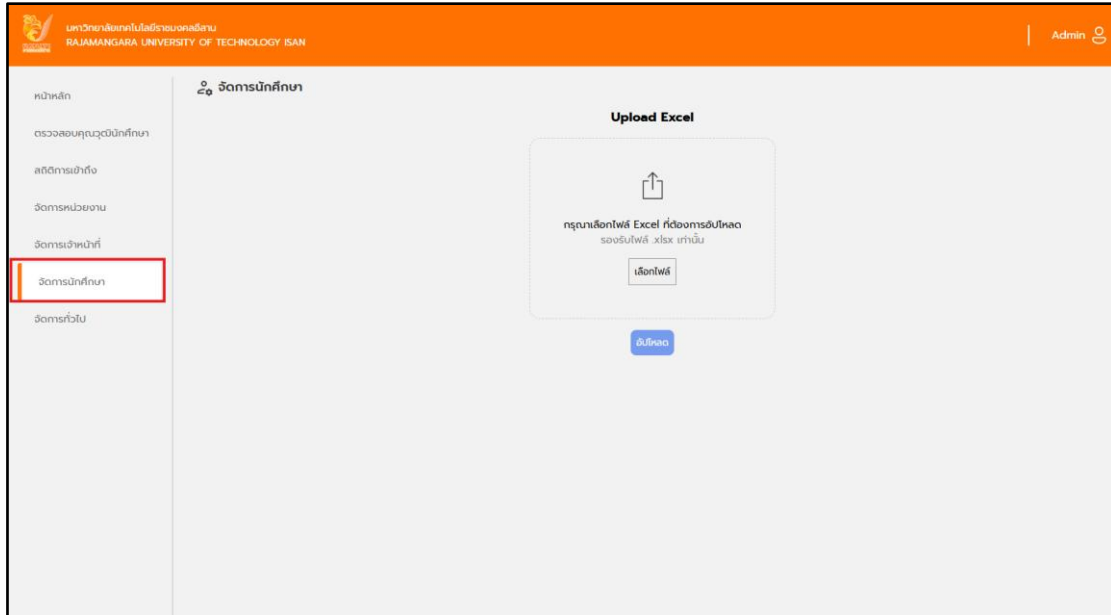 มหาวิทยาลัยเทคโนโลยีราชมงคลอีสาน
RAJAMANGARA UNIVERSITY OF TECHNOLOGY ISAN
Admin
หน้าหลัก
ตรวจสอบคุณวุฒินักศึกษา
สถิติการเข้าถึง
จัดการหน่วยงาน
จัดการเจ้าหน้าที่
จัดการนักศึกษา
จัดการทั่วไป
จัดการนักศึกษา
Upload Excel
กรุณาเลือกไฟล์ Excel ที่ต้องการอัปโหลด
รองรับไฟล์ .xlsx เท่านั้น
เลือกไฟล์
อัปโหลด